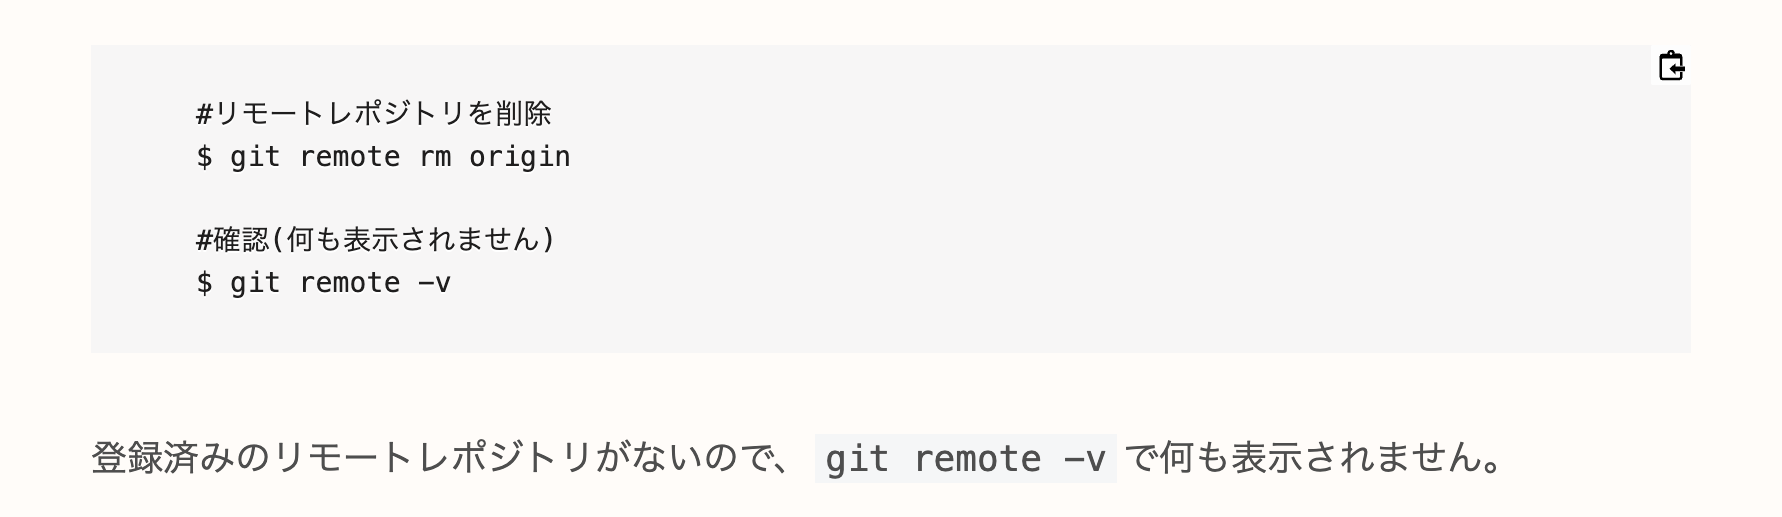 #リモートレポジトリを削除
$ git remote rm origin
#確認(何も表示されません)
$ git remote -v
登録済みのリモートレポジトリがないので、 git remote -v で何も表示されません。